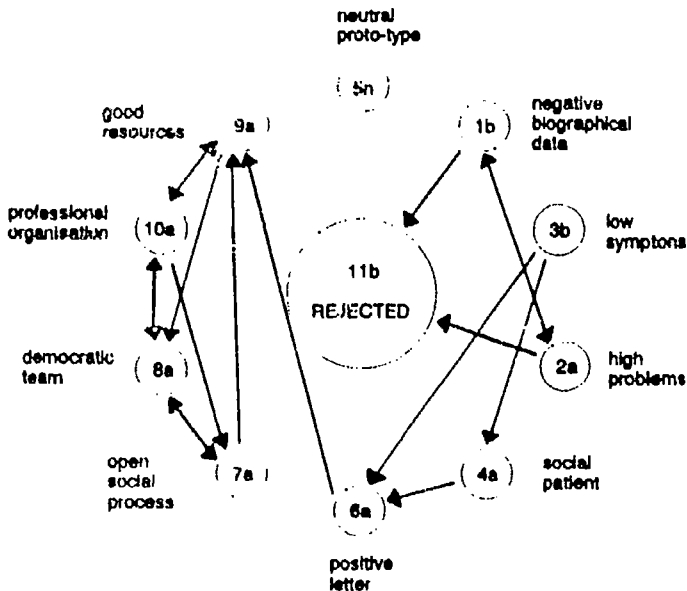 neutral
proto-type
5n
good
resources
9a
1b
negative
biographical
data
professional
organisation
10a
3b
low
symptons
11b
REJECTED
democratic
team
8a
2a
high
problems
open
social
process
7a
4a
social
patient
6a
positive
letter